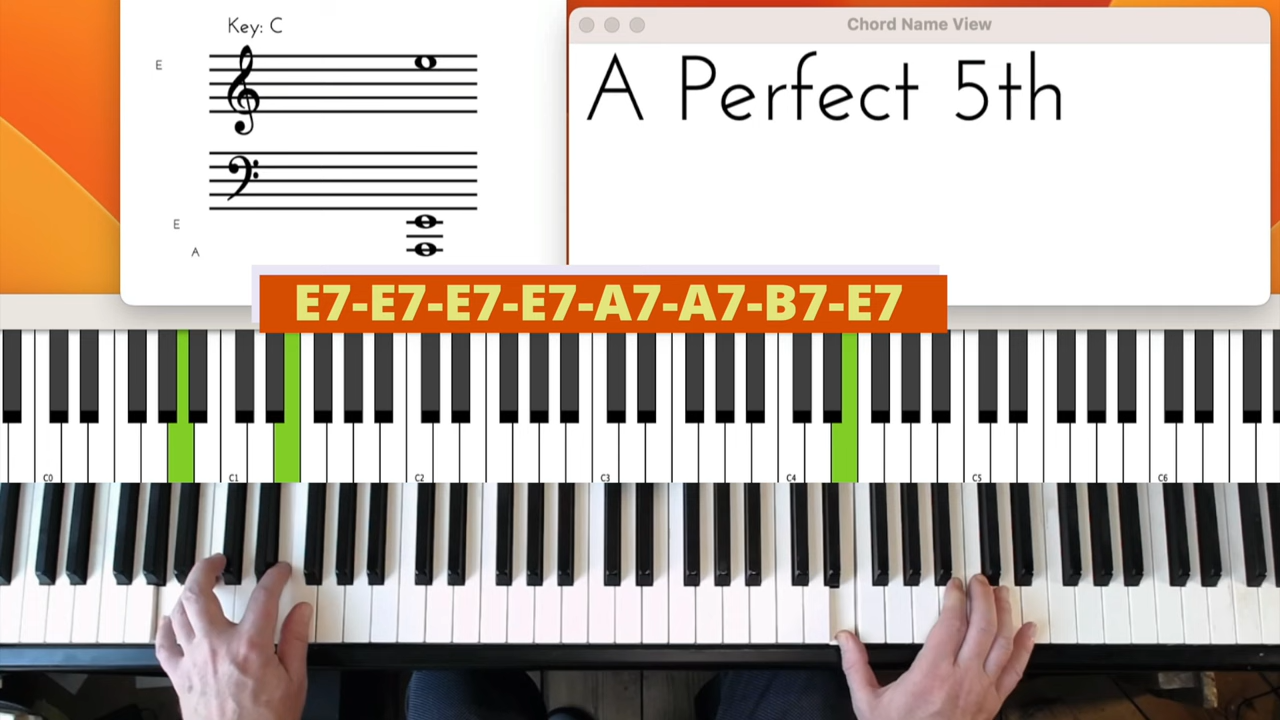 Key: C
Chord Name View
E
A Perfect 5th
E
A
E7-E7-E7-E7-A7-A7-B7-E7
C0 C1 C2 C3 C4 C5 C6